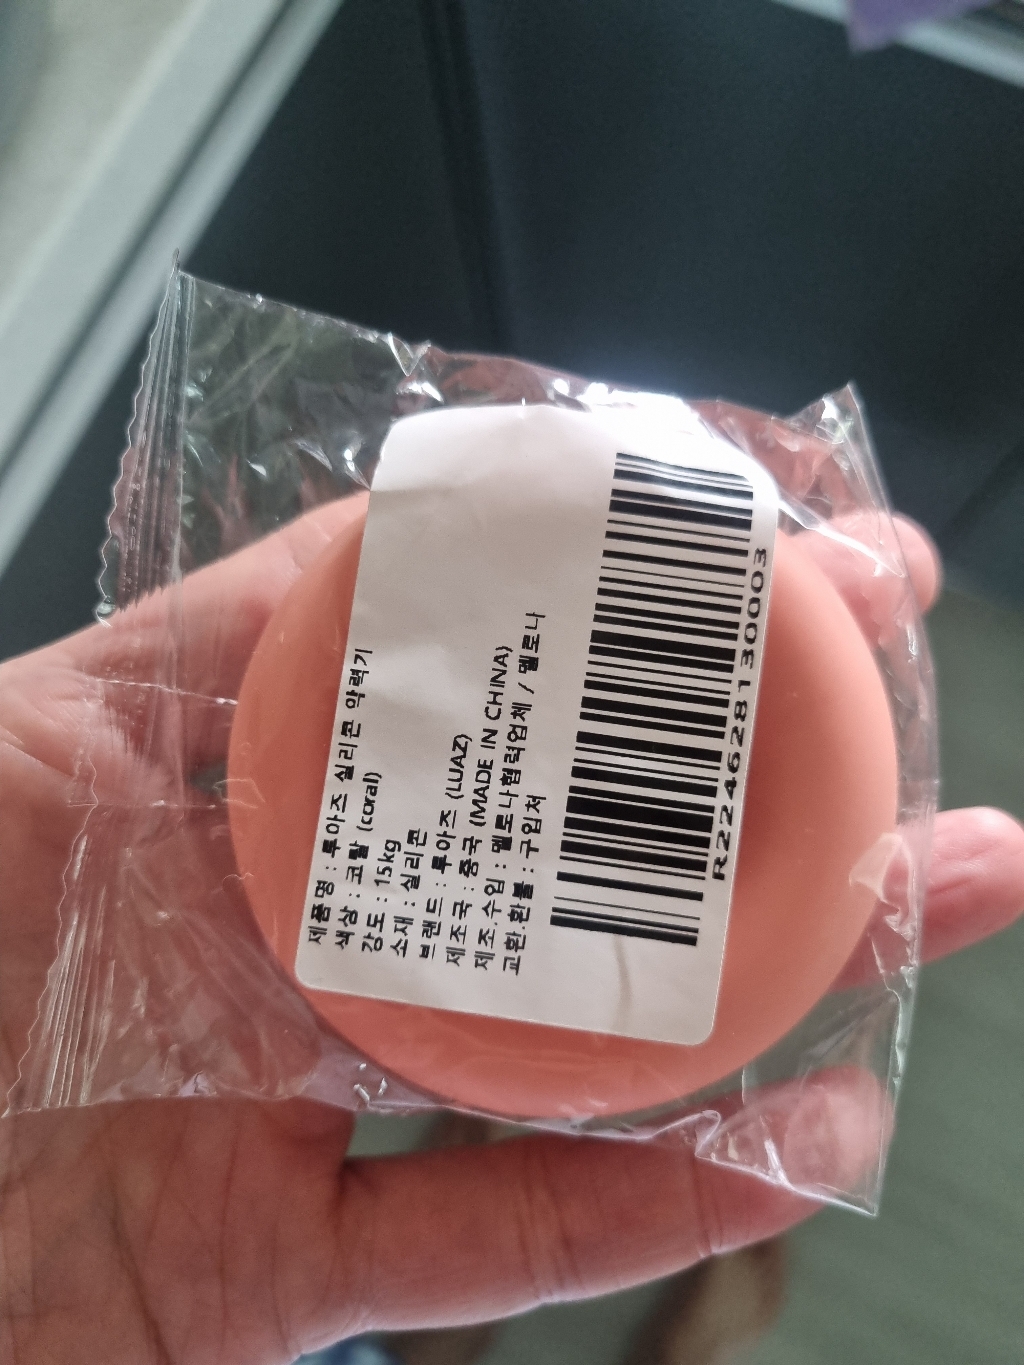 제품명 : 루아즈 실리콘 악력기
색상 : 코랄 (coral)
강도 : 15kg
소재 : 실리콘
브랜드 : 루아즈 (LUAZ)
제조국 : 중국 (MADE IN CHINA)
제조.수입 : 멜로나협력업체 / 멜로나
교환.환불 : 구입처
R224628130003